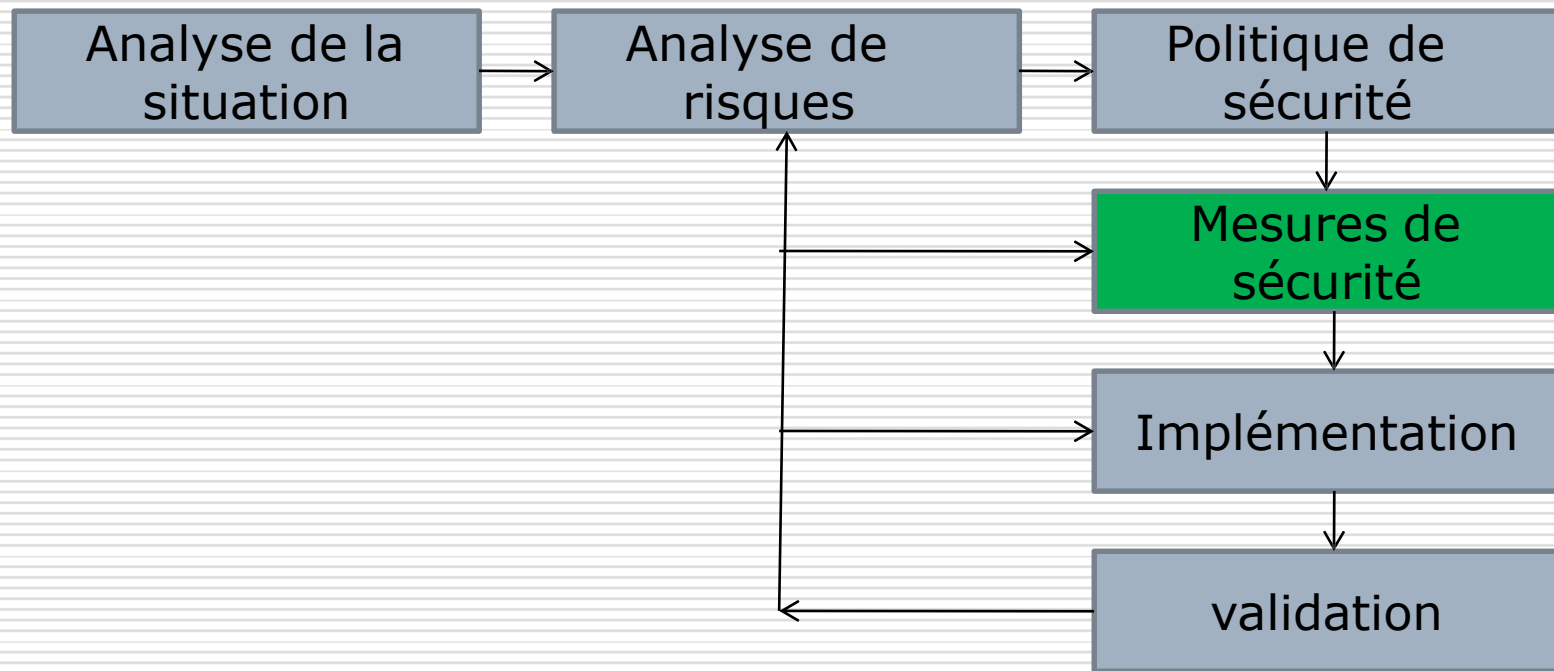 Analyse de la
situation
Analyse de
risques
Politique de
sécurité
Mesures de
sécurité
Implémentation
validation